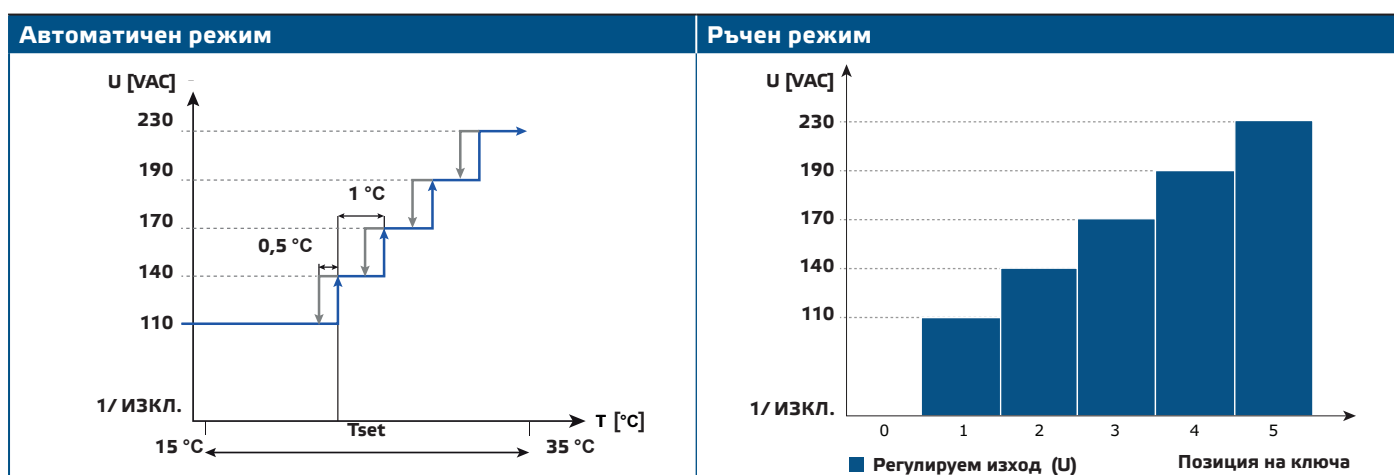 Автоматичен режим
Ръчен режим
U [VAC]
230
190
1 °C
170
0,5 °C
140
110
1/ ИЗКЛ.
T [°C]
Tset
15 °C
35 °C
U [VAC]
230
190
170
140
110
1/ ИЗКЛ.
0 1 2 3 4 5
Регулируем изход (U)
Позиция на ключа